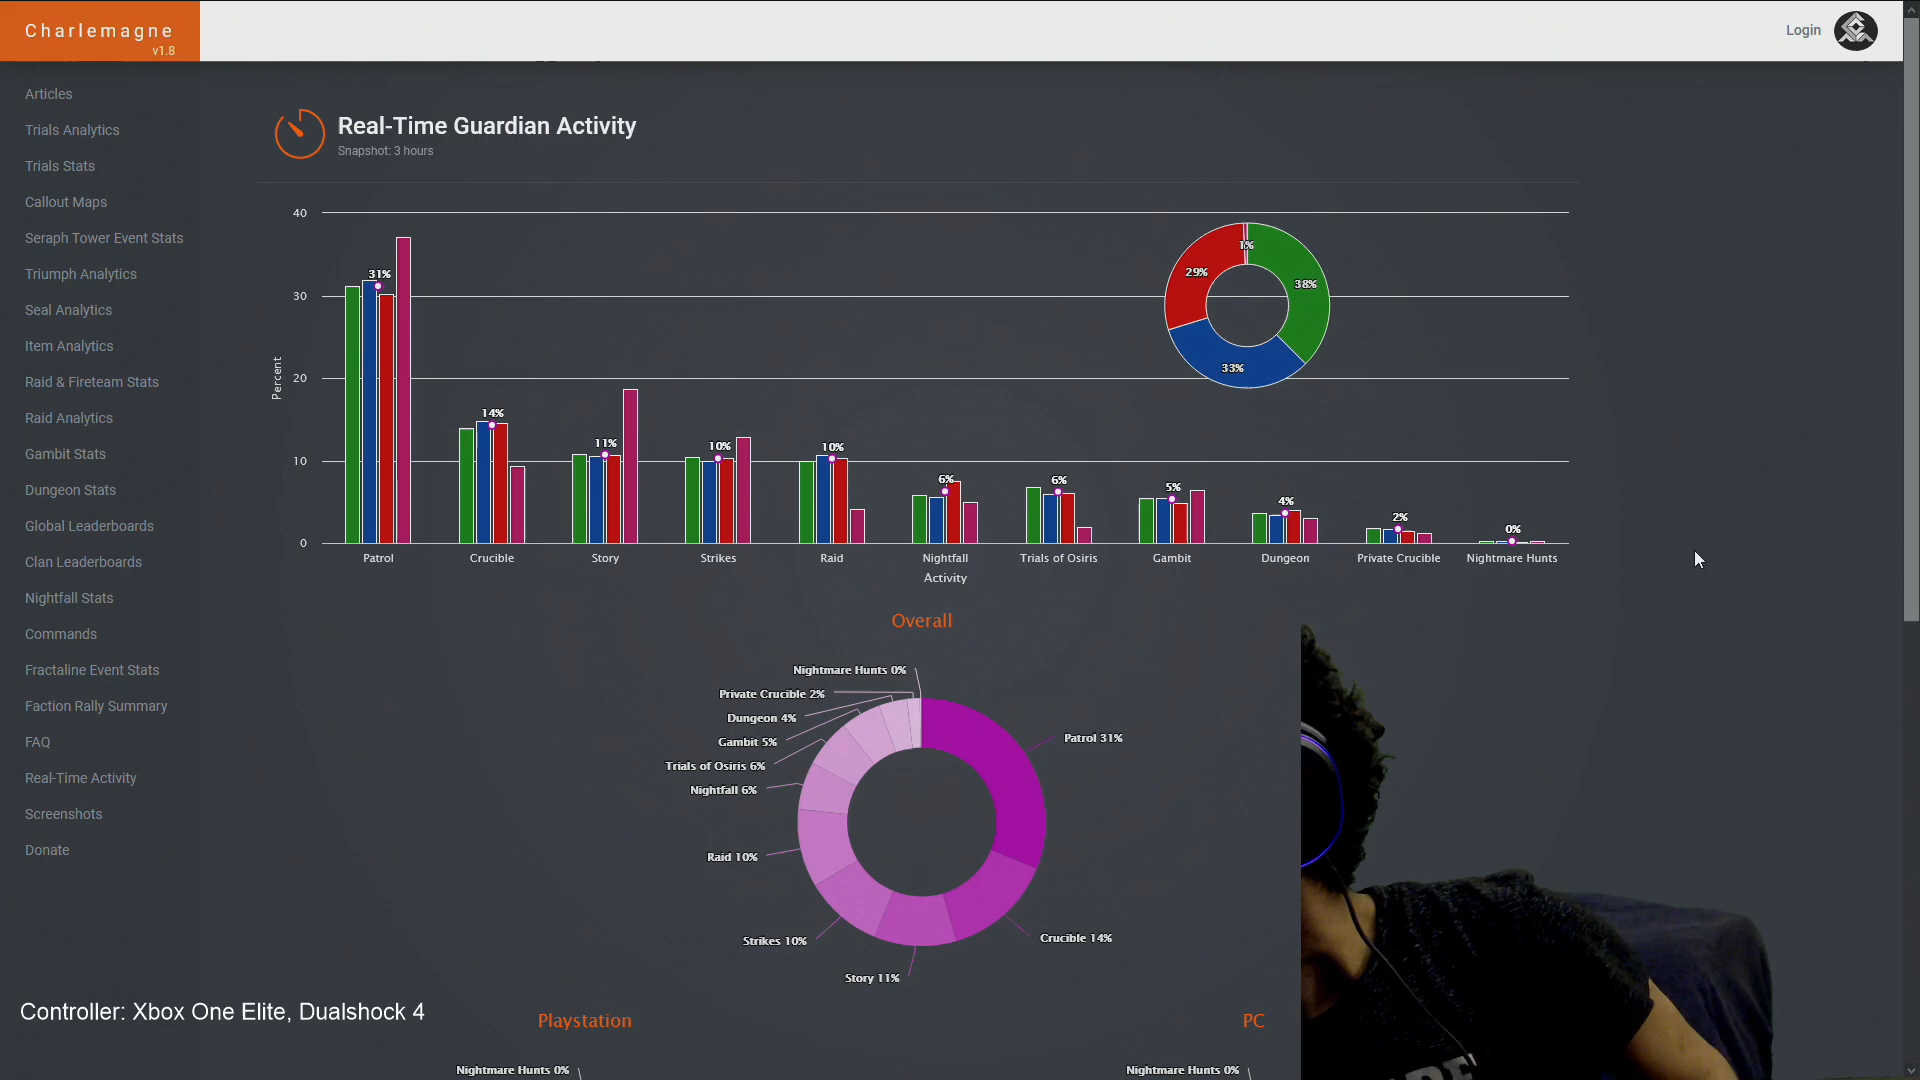 Charlemagne
v1.8
Login
Articles
Trials Analytics
Trials Stats
Callout Maps
Seraph Tower Event Stats
Triumph Analytics
Seal Analytics
Item Analytics
Raid & Fireteam Stats
Raid Analytics
Gambit Stats
Dungeon Stats
Global Leaderboards
Clan Leaderboards
Nightfall Stats
Commands
Fractaline Event Stats
Faction Rally Summary
FAQ
Real-Time Activity
Screenshots
Donate
Real-Time Guardian Activity
Snapshot: 3 hours
40
30
20
10
0
Percent
31%
14%
11%
10%
10%
6%
6%
5%
4%
2%
0%
1%
29%
38%
33%
Patrol
Crucible
Story
Strikes
Raid
Nightfall
Trials of Osiris
Gambit
Dungeon
Private Crucible
Nightmare Hunts
Activity
Overall
Nightmare Hunts 0%
Private Crucible 2%
Dungeon 4%
Gambit 5%
Trials of Osiris 6%
Nightfall 6%
Raid 10%
Strikes 10%
Story 11%
Patrol 31%
Crucible 14%
Controller: Xbox One Elite, Dualshock 4
Playstation
PC
Nightmare Hunts 0%
Nightmare Hunts 0%